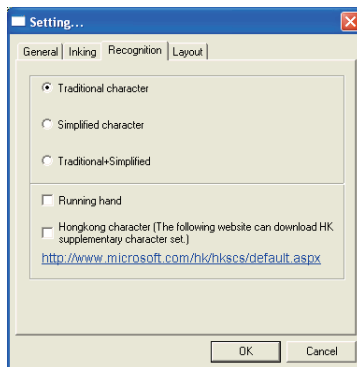 Setting...
General Inking Recognition Layout
Traditional character
Simplified character
Traditional+Simplified
Running hand
Hongkong character (The following website can download HK
supplementary character set.)
http://www.microsoft.com/hk/hkscs/default.aspx
OK Cancel